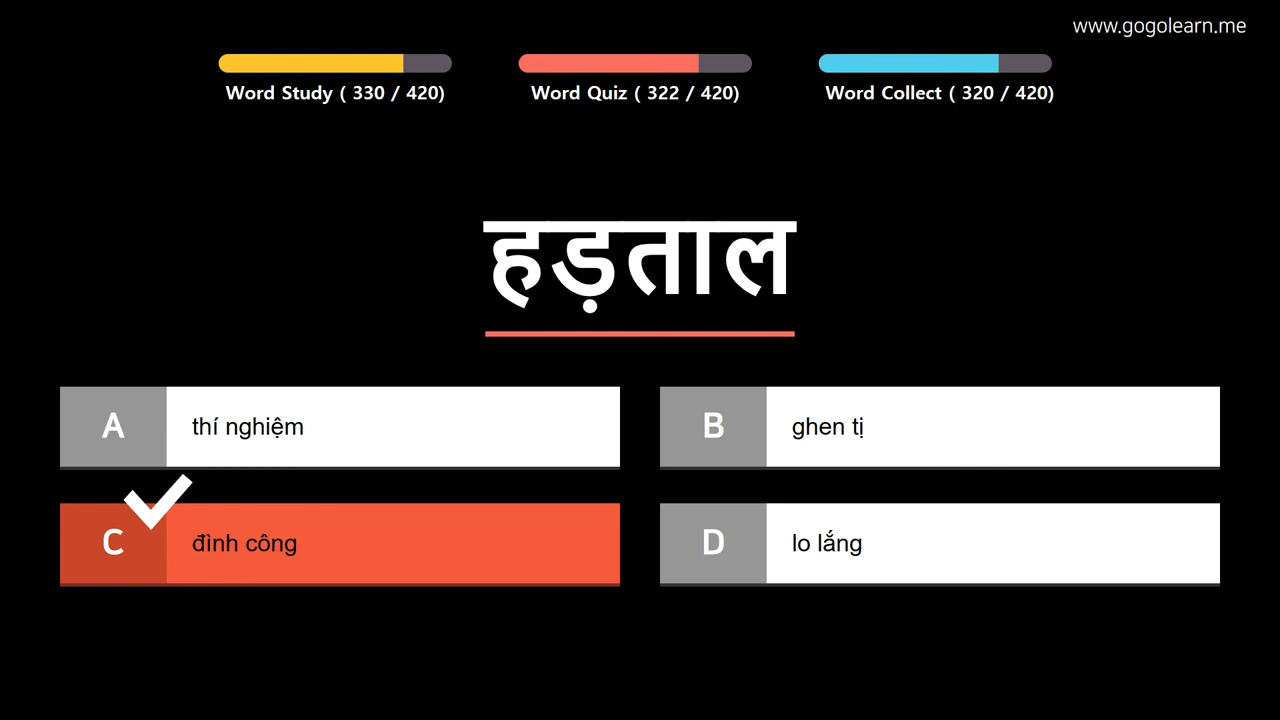 www.gogolearn.me
Word Study ( 330 / 420)
Word Quiz ( 322 / 420)
Word Collect ( 320 / 420)
हड़ताल
A thí nghiệm
B ghen tị
C đình công
D lo lắng